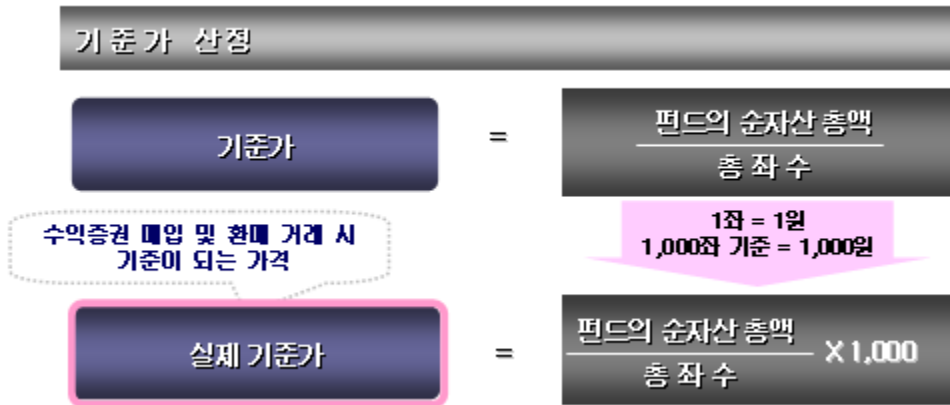 기준가 산정
기준가
=
펀드의 순자산 총액
총 좌 수
수익증권 매입 및 환매 거래 시
기준이 되는 가격
1좌 = 1원
1,000좌 기준 = 1,000원
실제 기준가
=
펀드의 순자산 총액
총 좌 수
X 1,000